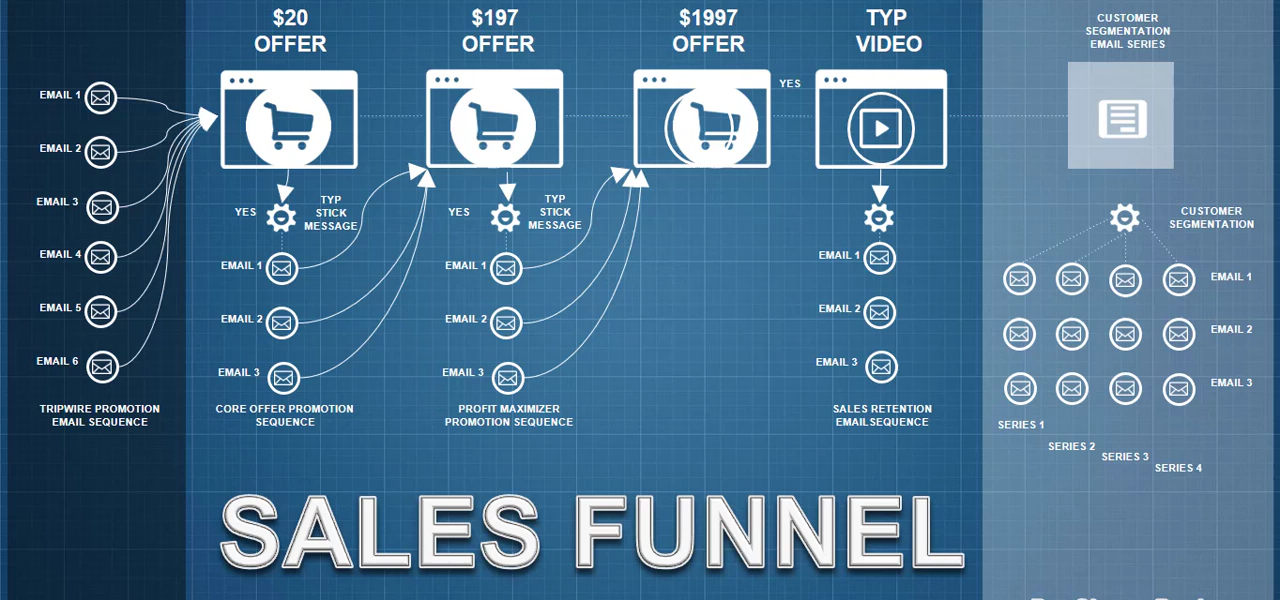 $20
OFFER
$197
OFFER
$1997
OFFER
TYP
VIDEO
CUSTOMER
SEGMENTATION
EMAIL SERIES
YES
EMAIL 1
EMAIL 2
EMAIL 3
EMAIL 4
EMAIL 5
EMAIL 6
TRIPWIRE PROMOTION
EMAIL SEQUENCE
YES
TYP
STICK
MESSAGE
EMAIL 1
EMAIL 2
EMAIL 3
CORE OFFER PROMOTION
SEQUENCE
YES
TYP
STICK
MESSAGE
EMAIL 1
EMAIL 2
EMAIL 3
PROFIT MAXIMIZER
PROMOTION SEQUENCE
EMAIL 1
EMAIL 2
EMAIL 3
SALES RETENTION
EMAILSEQUENCE
CUSTOMER
SEGMENTATION
EMAIL 1
EMAIL 2
EMAIL 3
SERIES 1
SERIES 2
SERIES 3
SERIES 4
SALES FUNNEL